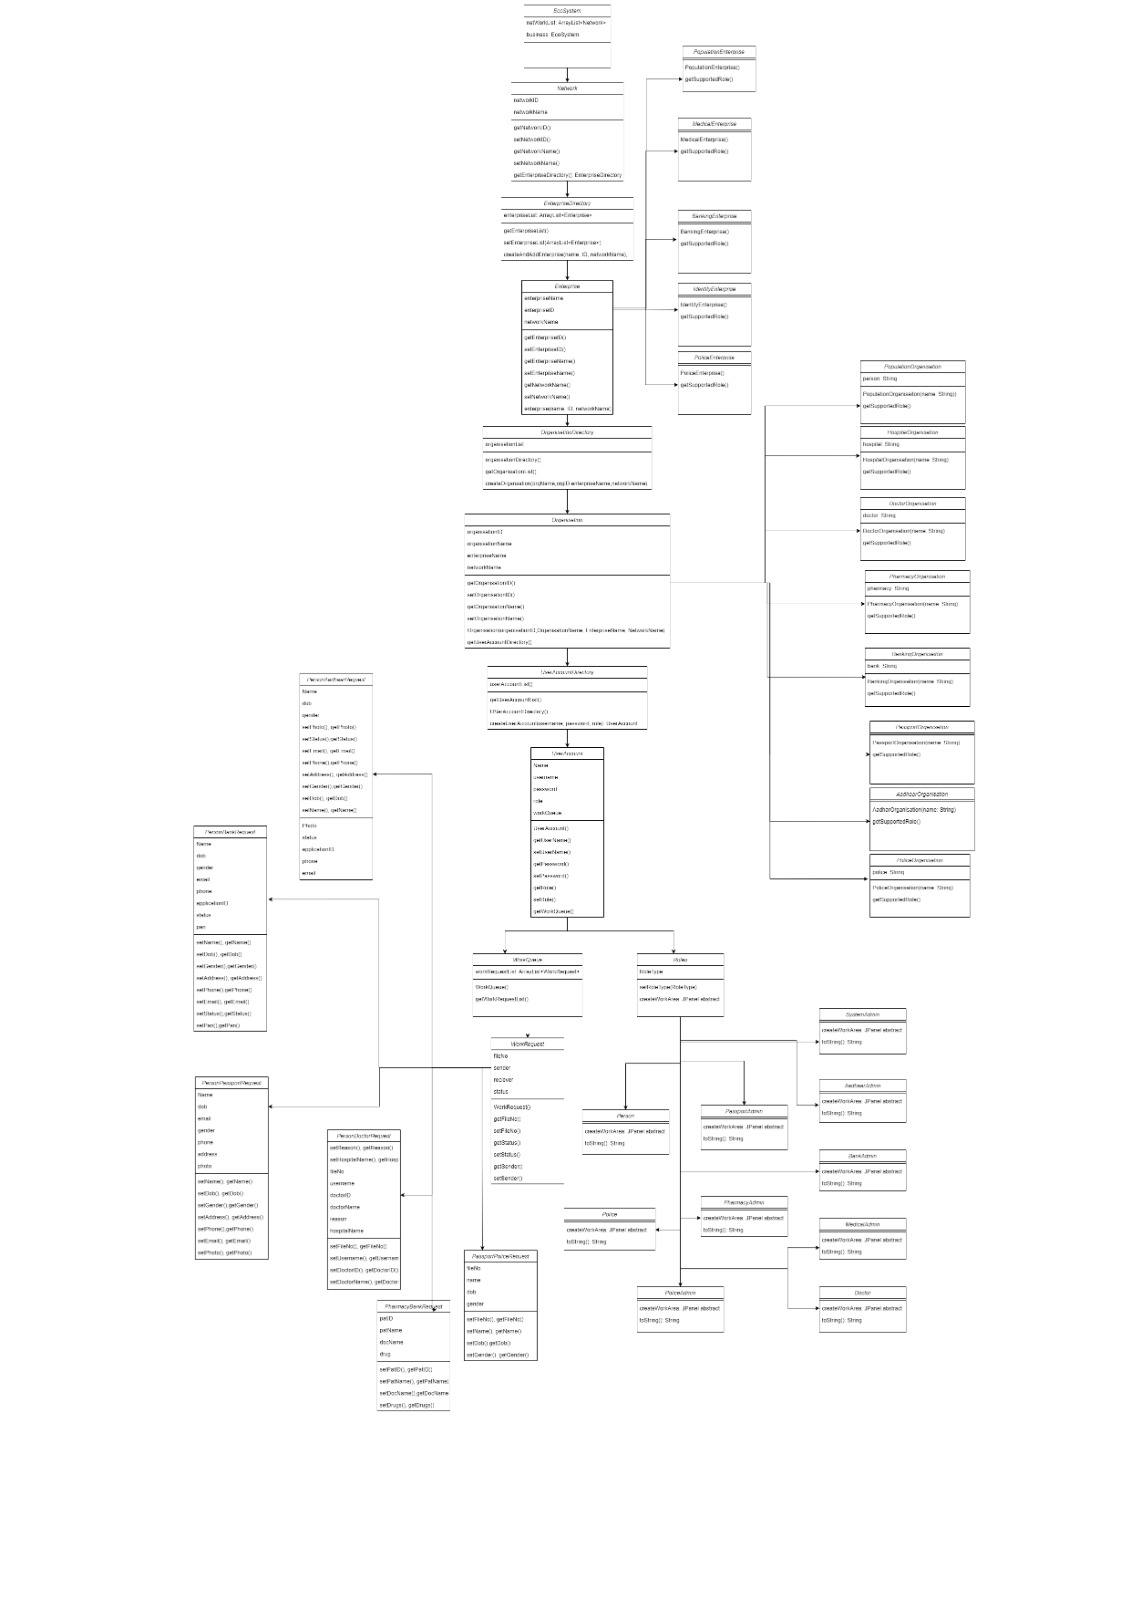 EcoSystem
netWorkList: ArrayList<Network>
business: EcoSystem
Network
networkID
networkName
getNetworkID()
setNetworkID()
getNetworkName()
setNetworkName()
getEnterpriseDirectory(): EnterpriseDirectory
EnterpriseDirectory
enterpriseList: ArrayList<Enterprise>
getEnterpriseList()
setEnterpriseList(ArrayList<Enterprise>)
createAndAddEnterprise(name, ID, networkName),
Enterprise
enterpriseName
enterpriseID
networkName
getEnterpriseID()
setEnterpriseID()
getEnterpriseName()
setEnterpriseName()
getNetworkName()
setNetworkName()
enterprise(name, ID, networkName)
PopulationEnterprise
PopulationEnterprise()
getSupportedRole()
MedicalEnterprise
MedicalEnterprise()
getSupportedRole()
BankingEnterprise
BankingEnterprise()
getSupportedRole()
IdentityEnterprise
IdentityEnterprise()
getSupportedRole()
PoliceEnterprise
PoliceEnterprise()
getSupportedRole()
OrganisationDirectory
organisationList
organisationDirectory()
getOrganisationList()
createOrganisation(orgName,orgID,enterpriseName,networkName)
Organisation
organisationID
organisationName
enterpriseName
networkName
getOrganisationID()
setOrganisationID()
getOrganisationName()
setOrganisationName()
Organisation(organisationID,OrganisationName, EnterpriseName, NetworkName)
getUserAccountDirectory()
PopulationOrganisation
person: String
PopulationOrganisation(name: String))
getSupportedRole()
HospitalOrganisation
hospital: String
HospitalOrganisation(name: String)
getSupportedRole()
DoctorOrganisation
doctor: String
DoctorOrganisation(name: String)
getSupportedRole()
PharmacyOrganisation
pharmacy: String
PharmacyOrganisation(name: String)
getSupportedRole()
BankingOrganisation
bank: String
BankingOrganisation(name: String)
getSupportedRole()
PassportOrganisation
PassportOrganisation(name: String)
getSupportedRole()
AadhaarOrganisation
AadharOrganisation(name: String)
getSupportedRole()
PoliceOrganisation
police: String
PoliceOrganisation(name: String)
getSupportedRole()
UserAccountDirectory
userAccountList()
getUserAccountList()
USerAccountDirectory()
createUserAccount(username, password, role): UserAccount
UserAccount
Name
username
password
role
workQueue
UserAccount()
getUserName()
setUserName()
getPassword()
setPassword()
getRole()
setRole()
getWorkQueue()
PersonAadhaarRequest
Name
dob
gender
setPhoto(), getPhoto()
setStatus(),getStatus()
setEmail(), getEmail()
setPhone(),getPhone()
setAddress(), getAddress()
setGender(),getGender()
setDob(), getDob()
setName(), getName()
Photo
status
applicationID
phone
email
PersonBankRequest
Name
dob
gender
email
phone
applicationID
status
pan
setName(), getName()
setDob(), getDob()
setGender(),getGender()
setAddress(), getAddress()
setPhone(),getPhone()
setEmail(), getEmail()
setStatus(),getStatus()
setPan(),getPan()
WorkQueue
workRequestList: ArrayList<WorkRequest>
WorkQueue()
getWorkRequestList()
Roles
RoleType
setRoleType(RoleType)
createWorkArea: JPanel abstract
WorkRequest
fileNo
sender
reciever
status
WorkRequest()
getFileNo()
setFileNo()
getStatus()
setStatus()
getSender()
setSender()
PersonPassportRequest
Name
dob
email
gender
phone
address
photo
setName(), getName()
setDob(), getDob()
setGender(),getGender()
setAddress(), getAddress()
setPhone(),getPhone()
setEmail(), getEmail()
setPhoto(), getPhoto()
PersonDoctorRequest
setReason(), getReason()
setHospitalName(), getHosp
fileNo
username
doctorID
doctorName
reason
hospitalName
setFileNo(), getFileNo()
setUsername(), getUsernam
setDoctorID(), getDoctorID()
setDoctorName(), getDoctor
PassportPoliceRequest
fileNo
name
dob
gender
setFileNo(), getFileNo()
setName(), getName()
setDob(),getDob()
setGender(), getGender()
PharmacyBankRequest
patID
patName
docName
drug
setPatID(), getPatID()
setPatName(), getPatName(
setDocName(),getDocName
setDrugs(), getDrugs()
SystemAdmin
createWorkArea: JPanel abstract
toString(): String
AadhaarAdmin
createWorkArea: JPanel abstract
toString(): String
Person
createWorkArea: JPanel abstract
toString(): String
PassportAdmin
createWorkArea: JPanel abstract
toString(): String
BankAdmin
createWorkArea: JPanel abstract
toString(): String
PharmacyAdmin
createWorkArea: JPanel abstract
toString(): String
Police
createWorkArea: JPanel abstract
toString(): String
MedicalAdmin
createWorkArea: JPanel abstract
toString(): String
PoliceAdmin
createWorkArea: JPanel abstract
toString(): String
Doctor
createWorkArea: JPanel abstract
toString(): String